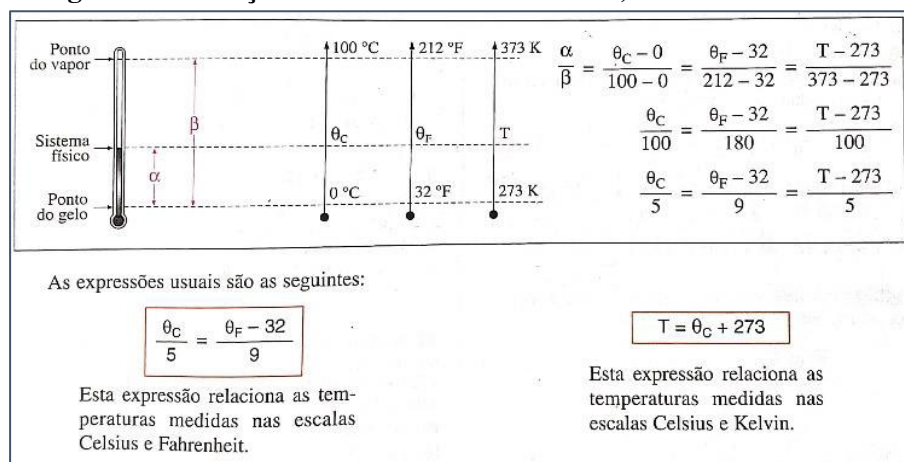 Ponto
do vapor
Sistema
físico
Ponto
do gelo
α
β
100 °C
θC
0 °C
212 °F
θF
32 °F
373 K
T
273 K
α/β = (θC – 0)/(100 – 0) = (θF – 32)/(212 – 32) = (T – 273)/(373 – 273)
θC/100 = (θF – 32)/180 = (T – 273)/100
θC/5 = (θF – 32)/9 = (T – 273)/5
As expressões usuais são as seguintes:
θC/5 = (θF – 32)/9
Esta expressão relaciona as tem-
peraturas medidas nas escalas
Celsius e Fahrenheit.
T = θC + 273
Esta expressão relaciona as
temperaturas medidas nas
escalas Celsius e Kelvin.